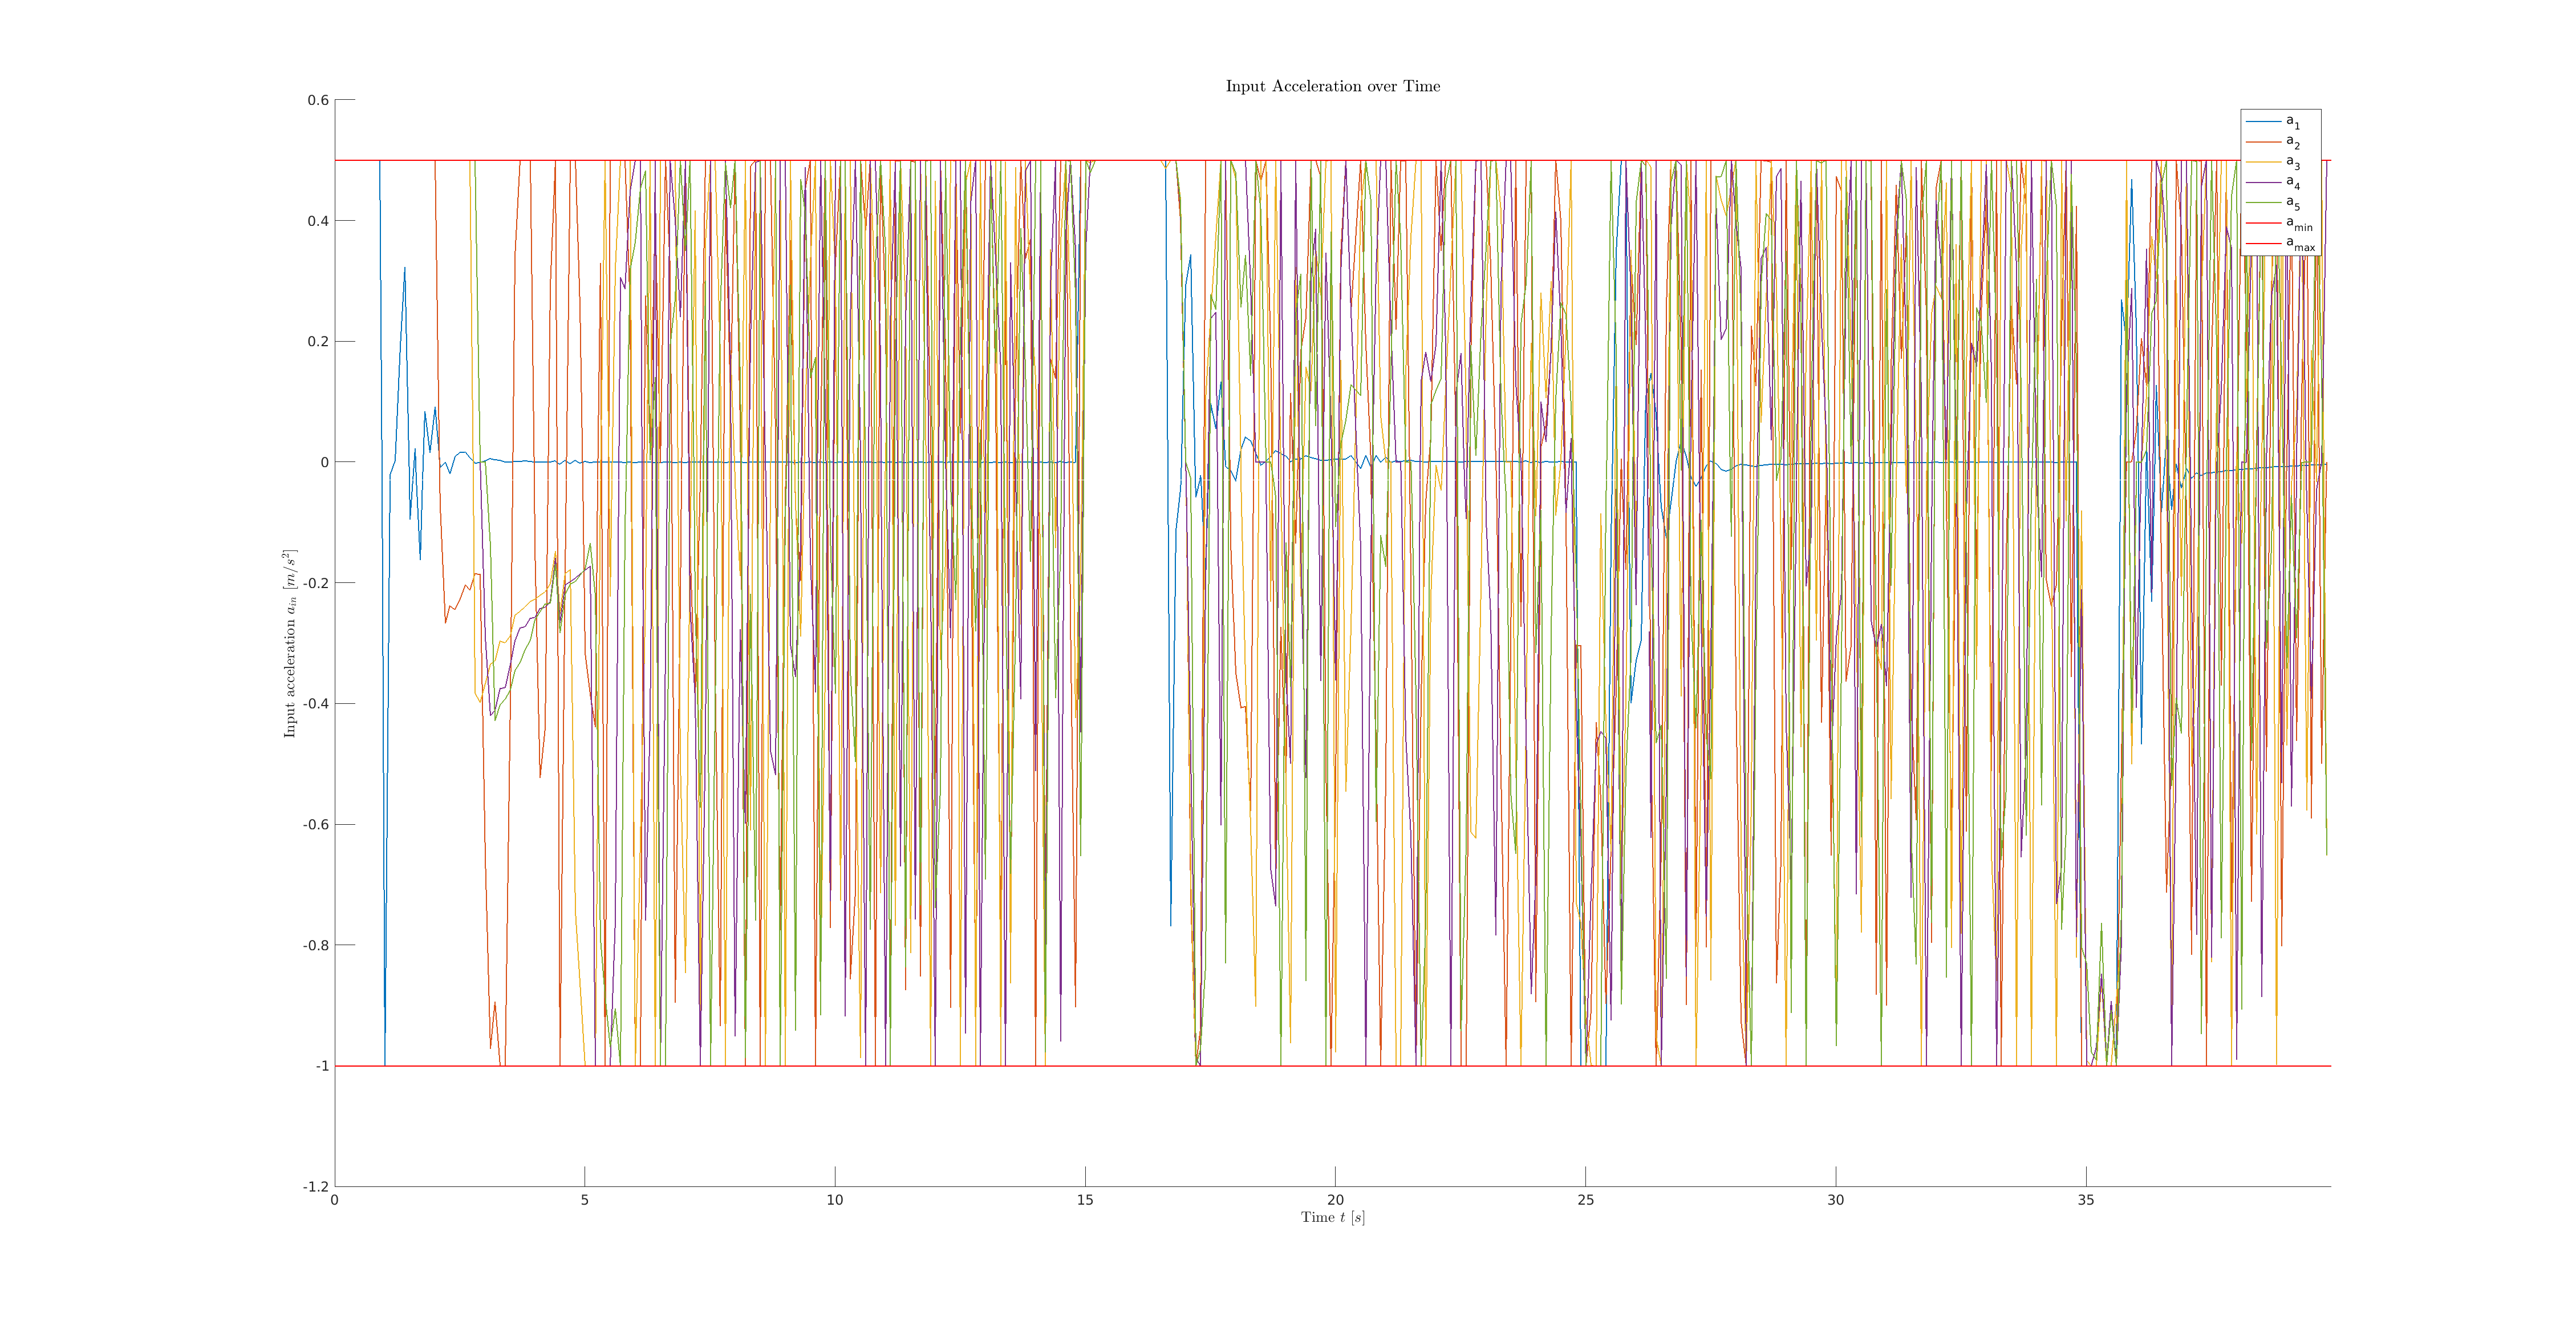 Input Acceleration over Time
0.6
0.4
0.2
0
-0.2
-0.4
-0.6
-0.8
-1
-1.2
Input acceleration a_in [m/s^2]
0 5 10 15 20 25 30 35
Time t [s]
a_1
a_2
a_3
a_4
a_5
a_min
a_max